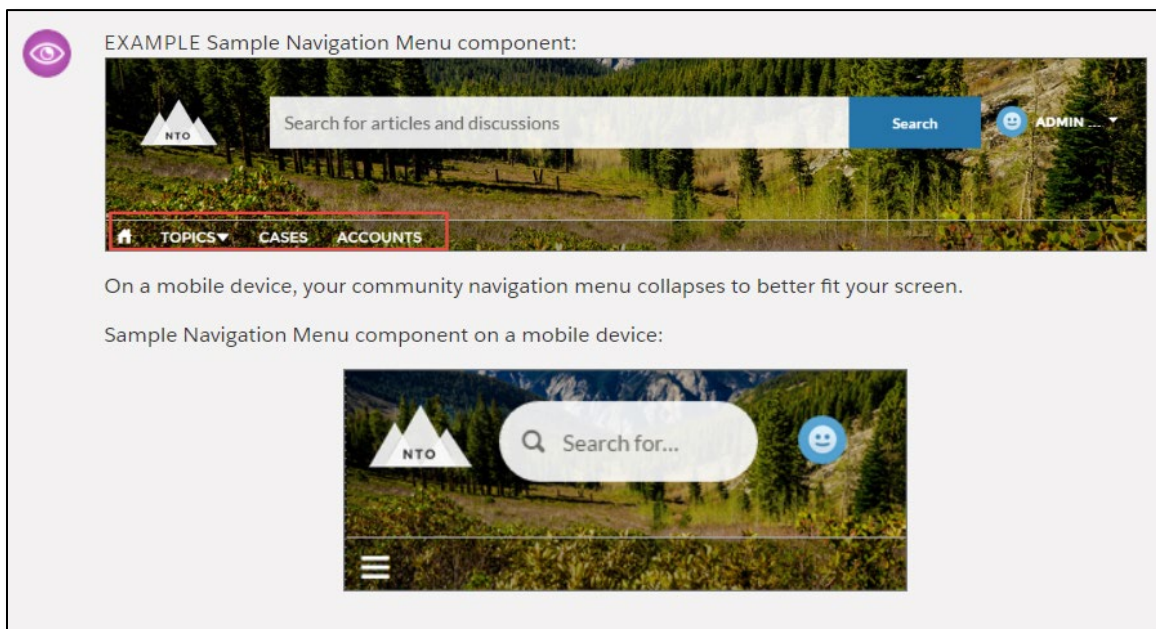 EXAMPLE Sample Navigation Menu component:
NTO
Search for articles and discussions
Search
ADMIN ...
TOPICS
CASES
ACCOUNTS
On a mobile device, your community navigation menu collapses to better fit your screen.
Sample Navigation Menu component on a mobile device:
NTO
Search for...